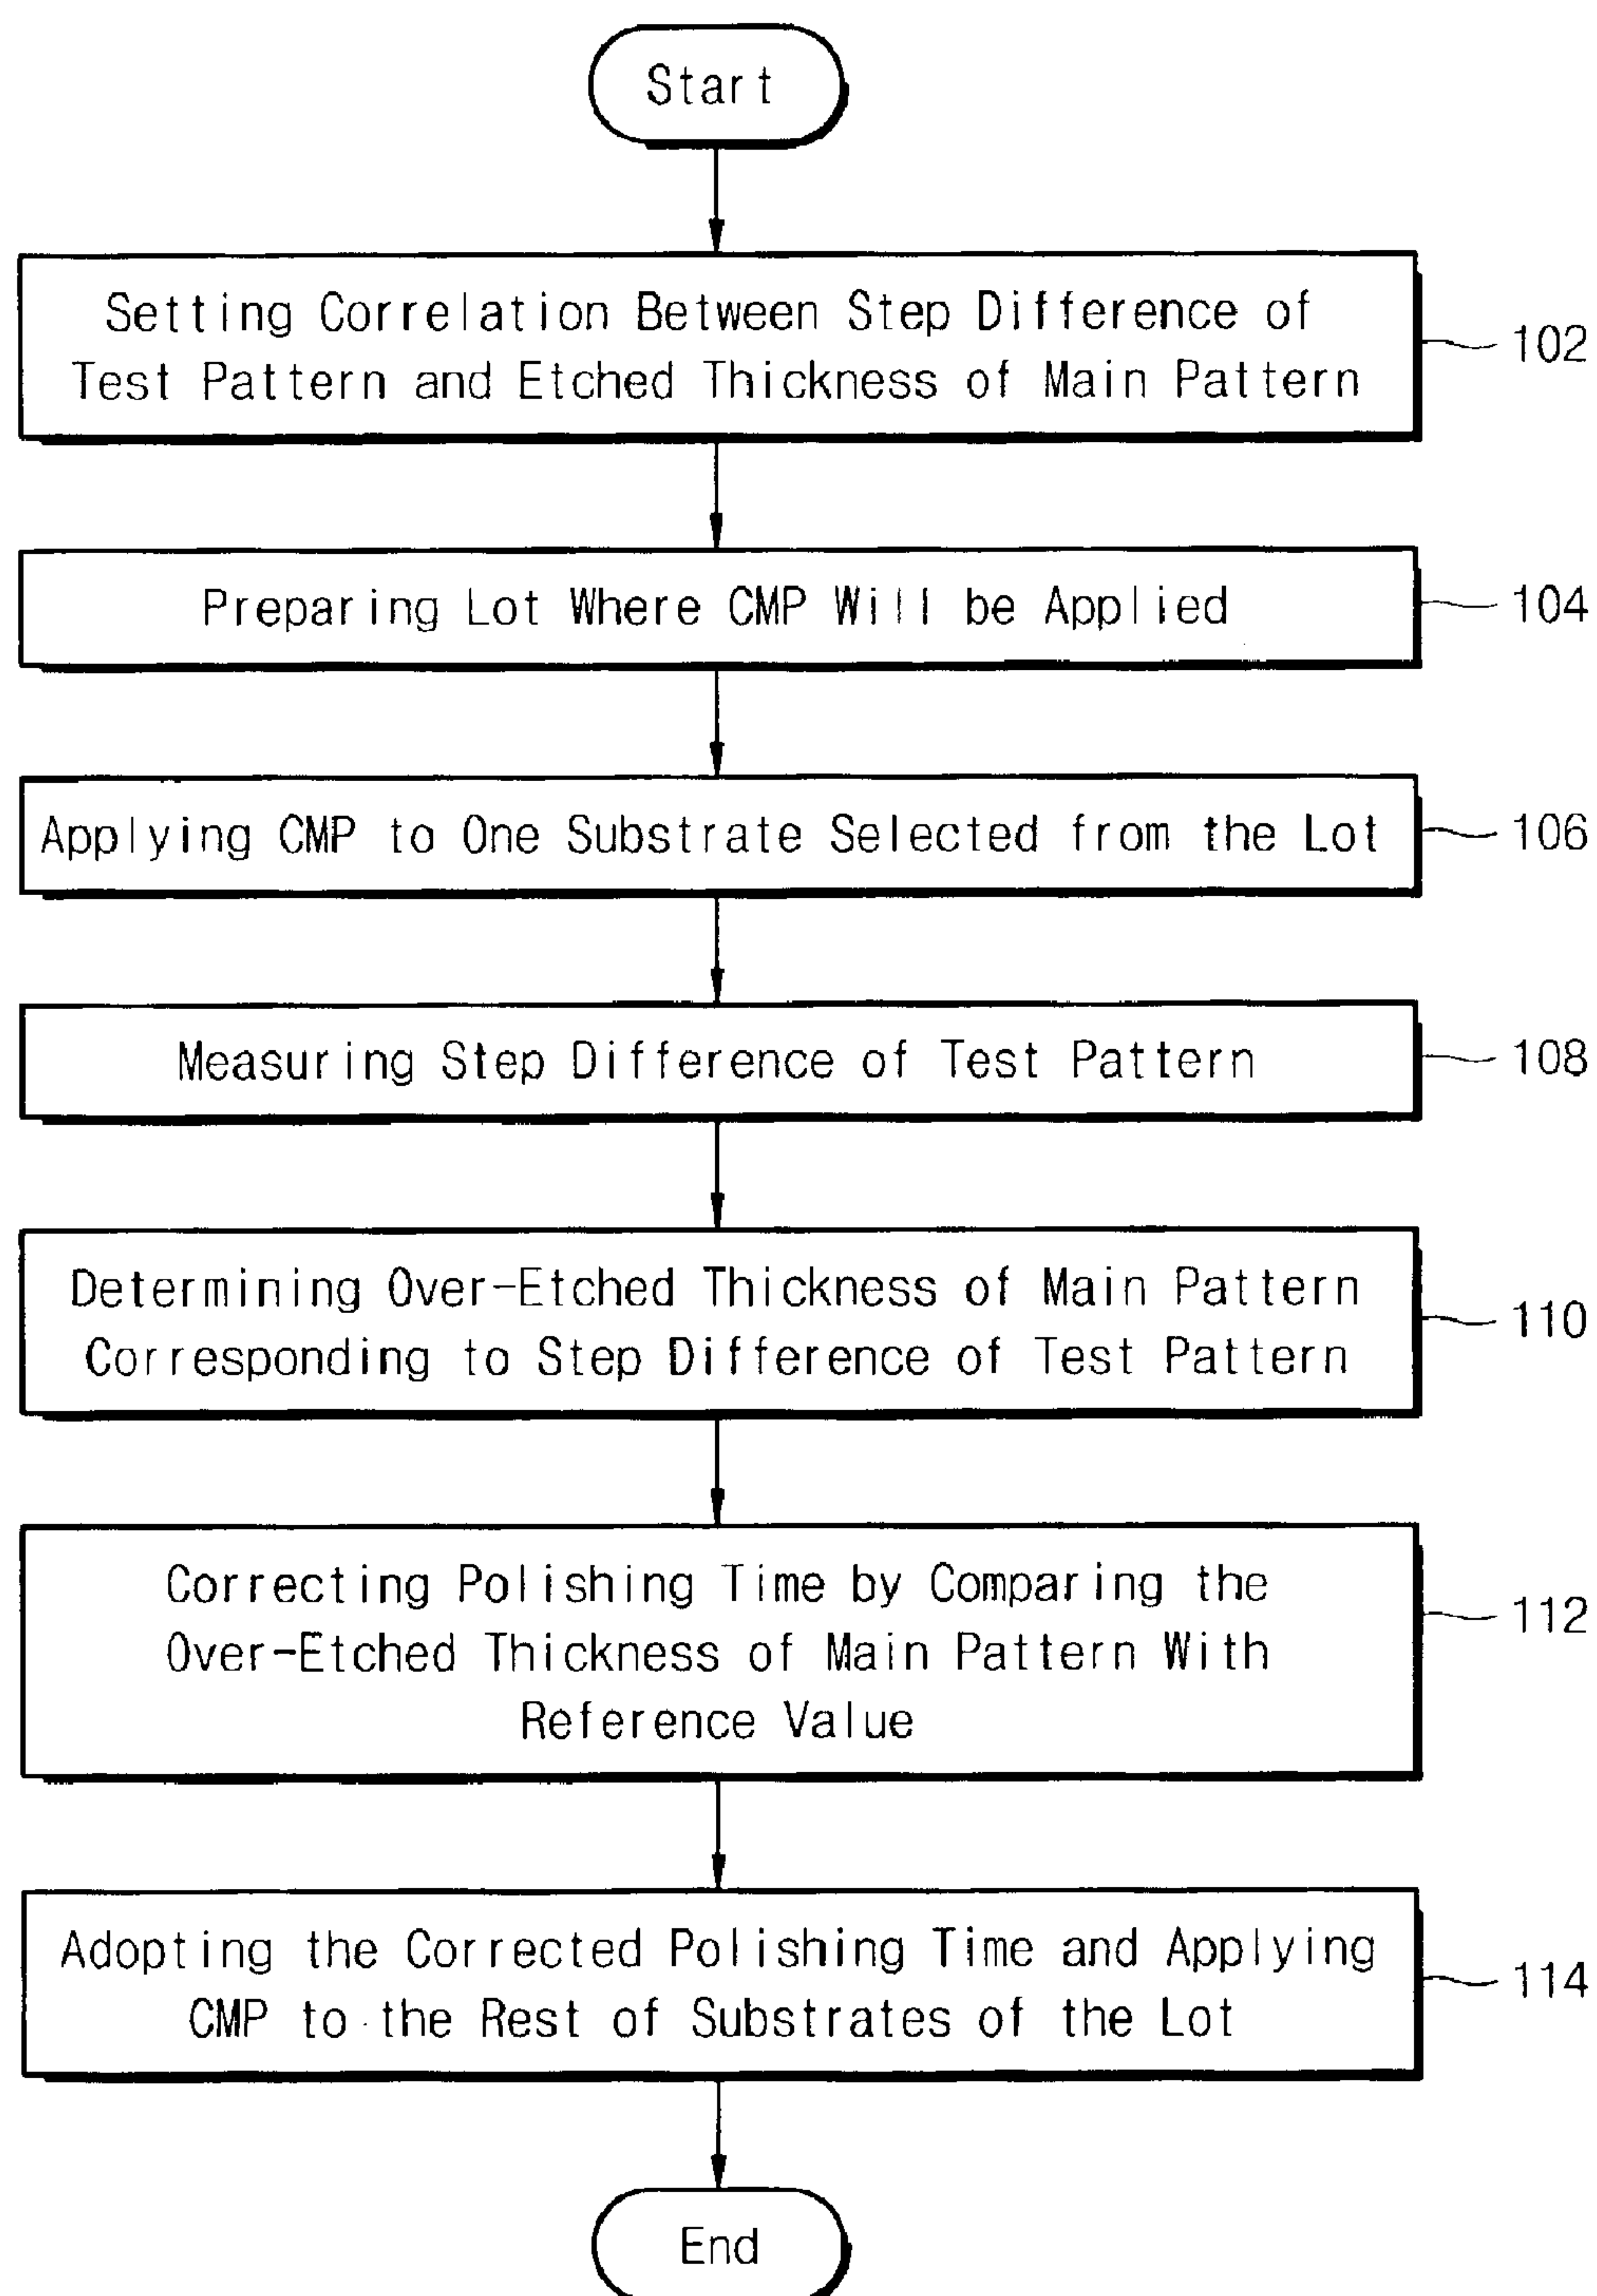 Start
Setting Correlation Between Step Difference of
Test Pattern and Etched Thickness of Main Pattern
102
Preparing Lot Where CMP Will be Applied
104
Applying CMP to One Substrate Selected from the Lot
106
Measuring Step Difference of Test Pattern
108
Determining Over-Etched Thickness of Main Pattern
Corresponding to Step Difference of Test Pattern
110
Correcting Polishing Time by Comparing the
Over-Etched Thickness of Main Pattern With
Reference Value
112
Adopting the Corrected Polishing Time and Applying
CMP to the Rest of Substrates of the Lot
114
End